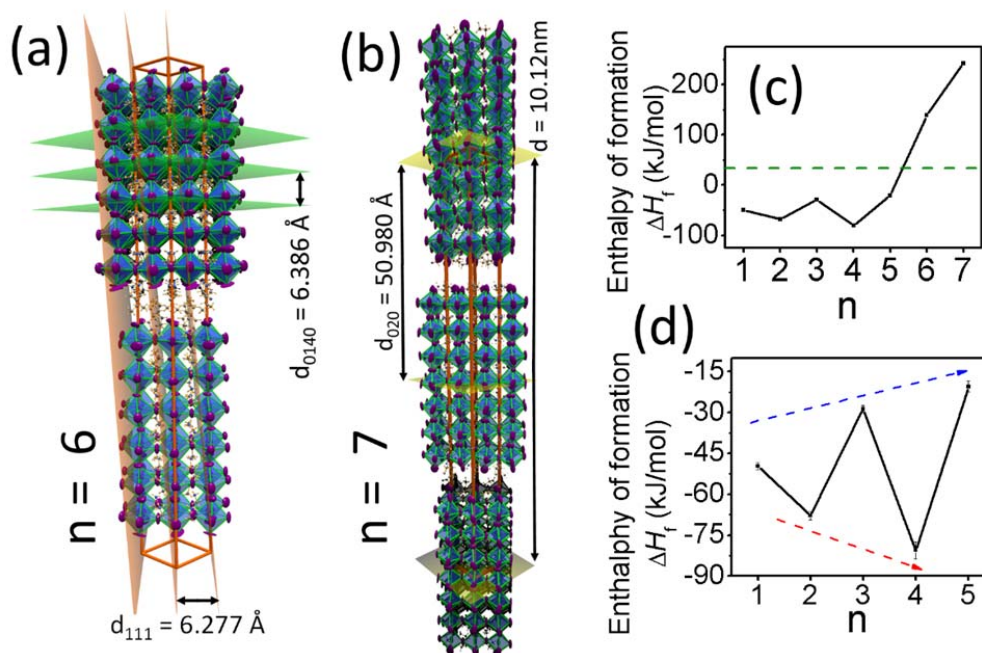 (a)
n = 6
d0140 = 6.386 Å
d111 = 6.277 Å
(b)
n = 7
d020 = 50.980 Å
d = 10.12nm
(c)
Enthalpy of formation
ΔHf (kJ/mol)
200
100
0
-100
1 2 3 4 5 6 7
n
(d)
Enthalphy of formation
ΔHf (kJ/mol)
-15
-30
-45
-60
-75
-90
1 2 3 4 5
n